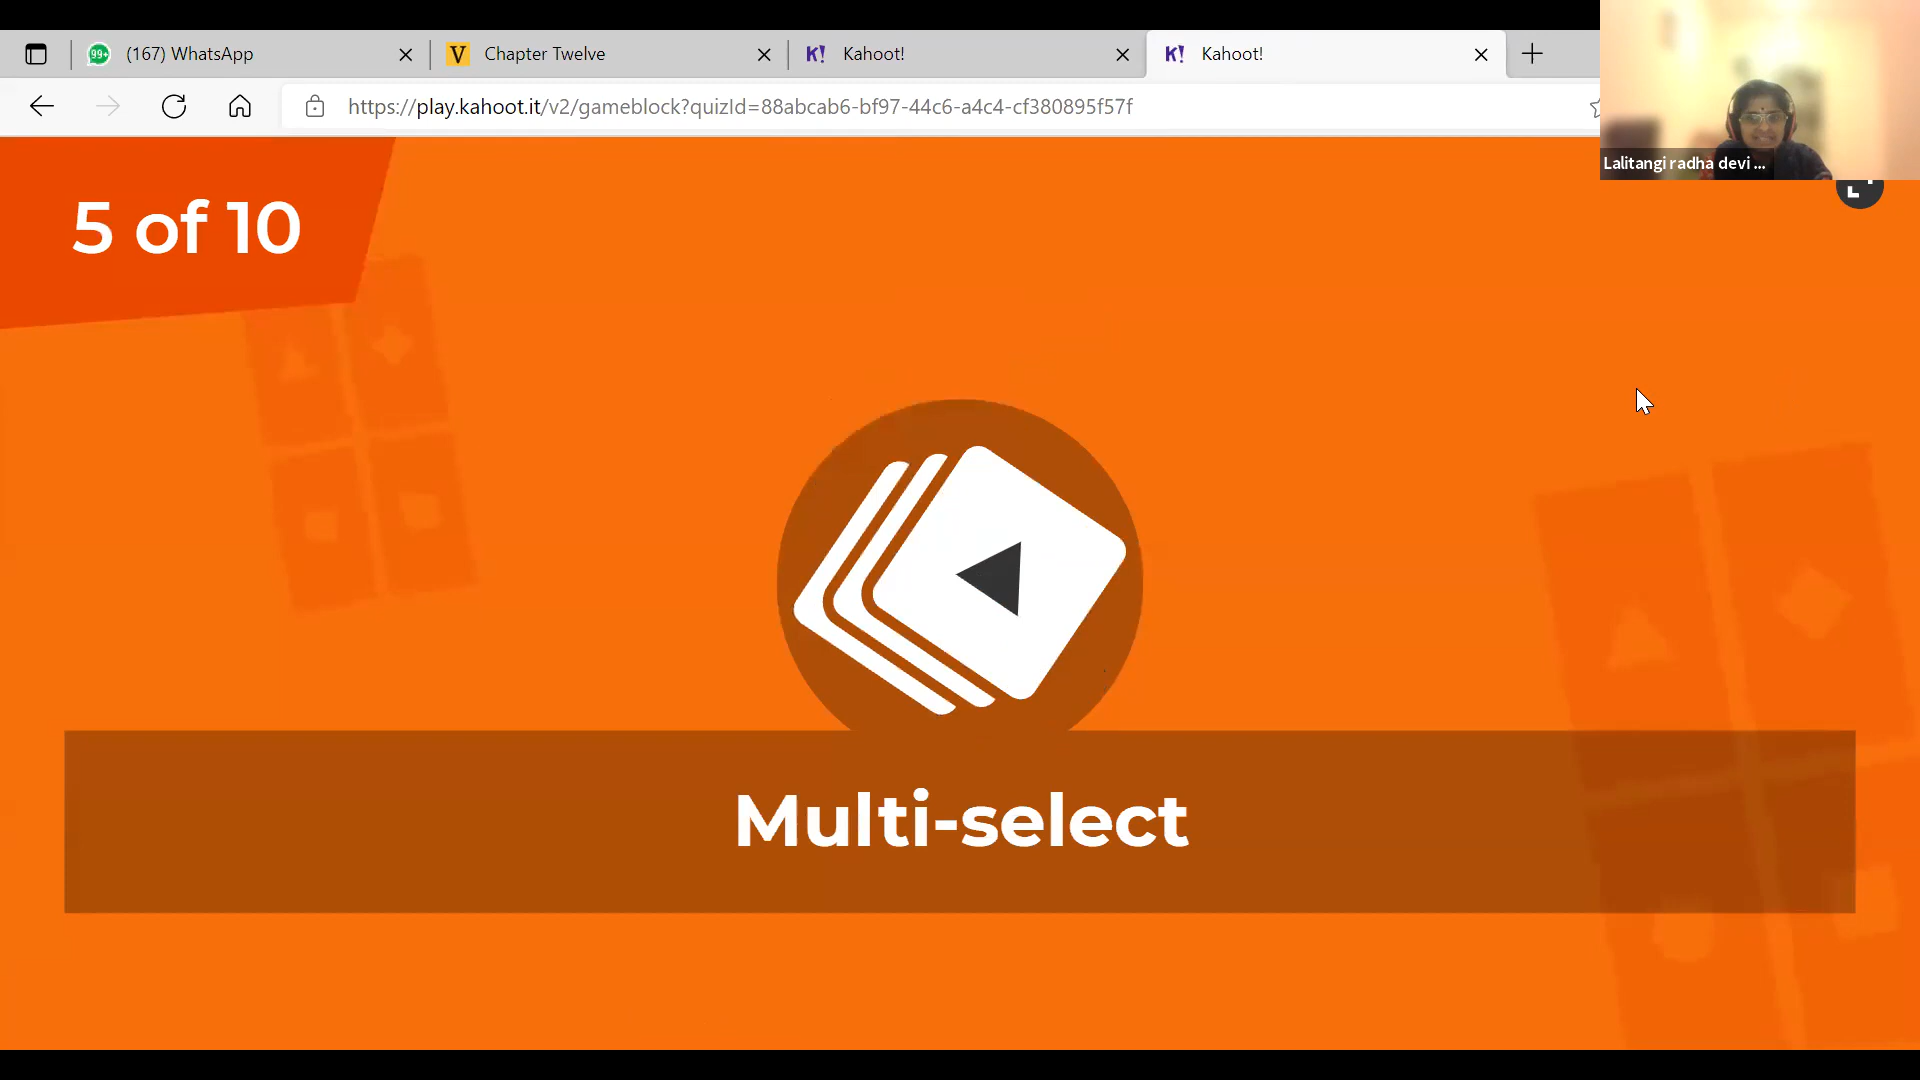 99+
(167) WhatsApp
V
Chapter Twelve
K!
Kahoot!
K!
Kahoot!
https://play.kahoot.it/v2/gameblock?quizId=88abcab6-bf97-44c6-a4c4-cf380895f57f
Lalitangi radha devi ...
5 of 10
Multi-select